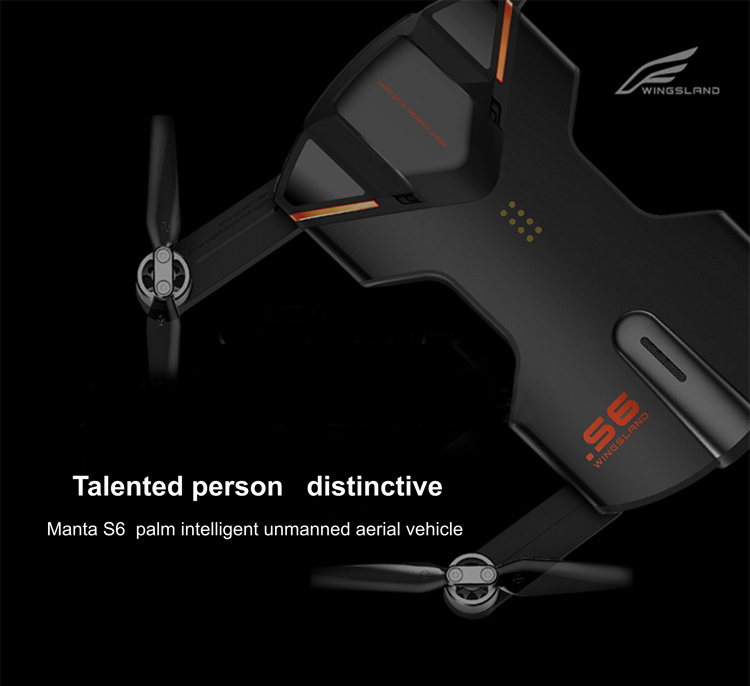 WINGSLAND
.S6
WINGSLAND
Talented person distinctive
Manta S6 palm intelligent unmanned aerial vehicle